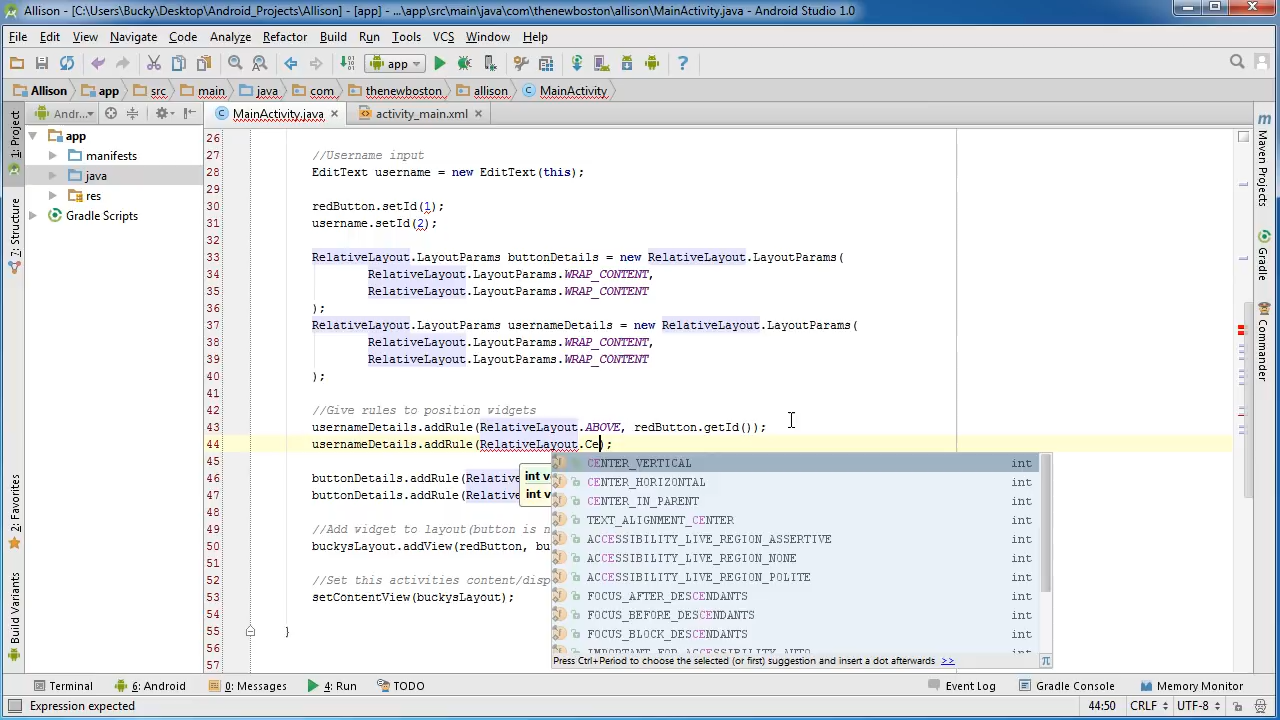 Allison - [C:\Users\Bucky\Desktop\Android_Projects\Allison] - [app] - ...\app\src\main\java\com\thenewboston\allison\MainActivity.java - Android Studio 1.0
File Edit View Navigate Code Analyze Refactor Build Run Tools VCS Window Help
app
Allison app src main java com thenewboston allison MainActivity
Andr... MainActivity.java activity_main.xml
1: Project
7: Structure
2: Favorites
Build Variants
app
manifests
java
res
Gradle Scripts
26
27 //Username input
28 EditText username = new EditText(this);
29
30 redButton.setId(1);
31 username.setId(2);
32
33 RelativeLayout.LayoutParams buttonDetails = new RelativeLayout.LayoutParams(
34 RelativeLayout.LayoutParams.WRAP_CONTENT,
35 RelativeLayout.LayoutParams.WRAP_CONTENT
36 );
37 RelativeLayout.LayoutParams usernameDetails = new RelativeLayout.LayoutParams(
38 RelativeLayout.LayoutParams.WRAP_CONTENT,
39 RelativeLayout.LayoutParams.WRAP_CONTENT
40 );
41
42 //Give rules to position widgets
43 usernameDetails.addRule(RelativeLayout.ABOVE, redButton.getId());
44 usernameDetails.addRule(RelativeLayout.Ce);
45
46 buttonDetails.addRule(Relative
47 buttonDetails.addRule(Relative
48
49 //Add widget to layout(button is n
50 buckysLayout.addView(redButton, bu
51
52 //Set this activities content/disp
53 setContentView(buckysLayout);
54
55 }
56
57
int v
int v
CENTER_VERTICAL int
CENTER_HORIZONTAL int
CENTER_IN_PARENT int
TEXT_ALIGNMENT_CENTER int
ACCESSIBILITY_LIVE_REGION_ASSERTIVE int
ACCESSIBILITY_LIVE_REGION_NONE int
ACCESSIBILITY_LIVE_REGION_POLITE int
FOCUS_AFTER_DESCENDANTS int
FOCUS_BEFORE_DESCENDANTS int
FOCUS_BLOCK_DESCENDANTS int
IMPORTANT_FOR_ACCESSIBILITY_AUTO int
Press Ctrl+Period to choose the selected (or first) suggestion and insert a dot afterwards >>
Maven Projects
Gradle
Commander
Terminal 6: Android 0: Messages 4: Run TODO Event Log Gradle Console Memory Monitor
Expression expected 44:50 CRLF UTF-8